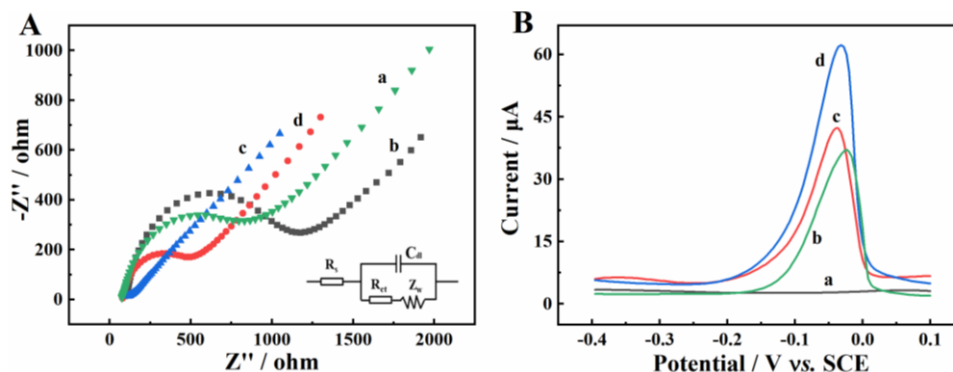 A
1000
800
600
400
200
0
-Z'' / ohm
0
500
1000
1500
2000
Z'' / ohm
a
b
c
d
Rs
Cdl
Rct
Zw
B
60
45
30
15
0
Current / μA
-0.4
-0.3
-0.2
-0.1
0.0
0.1
Potential / V vs. SCE
d
c
b
a